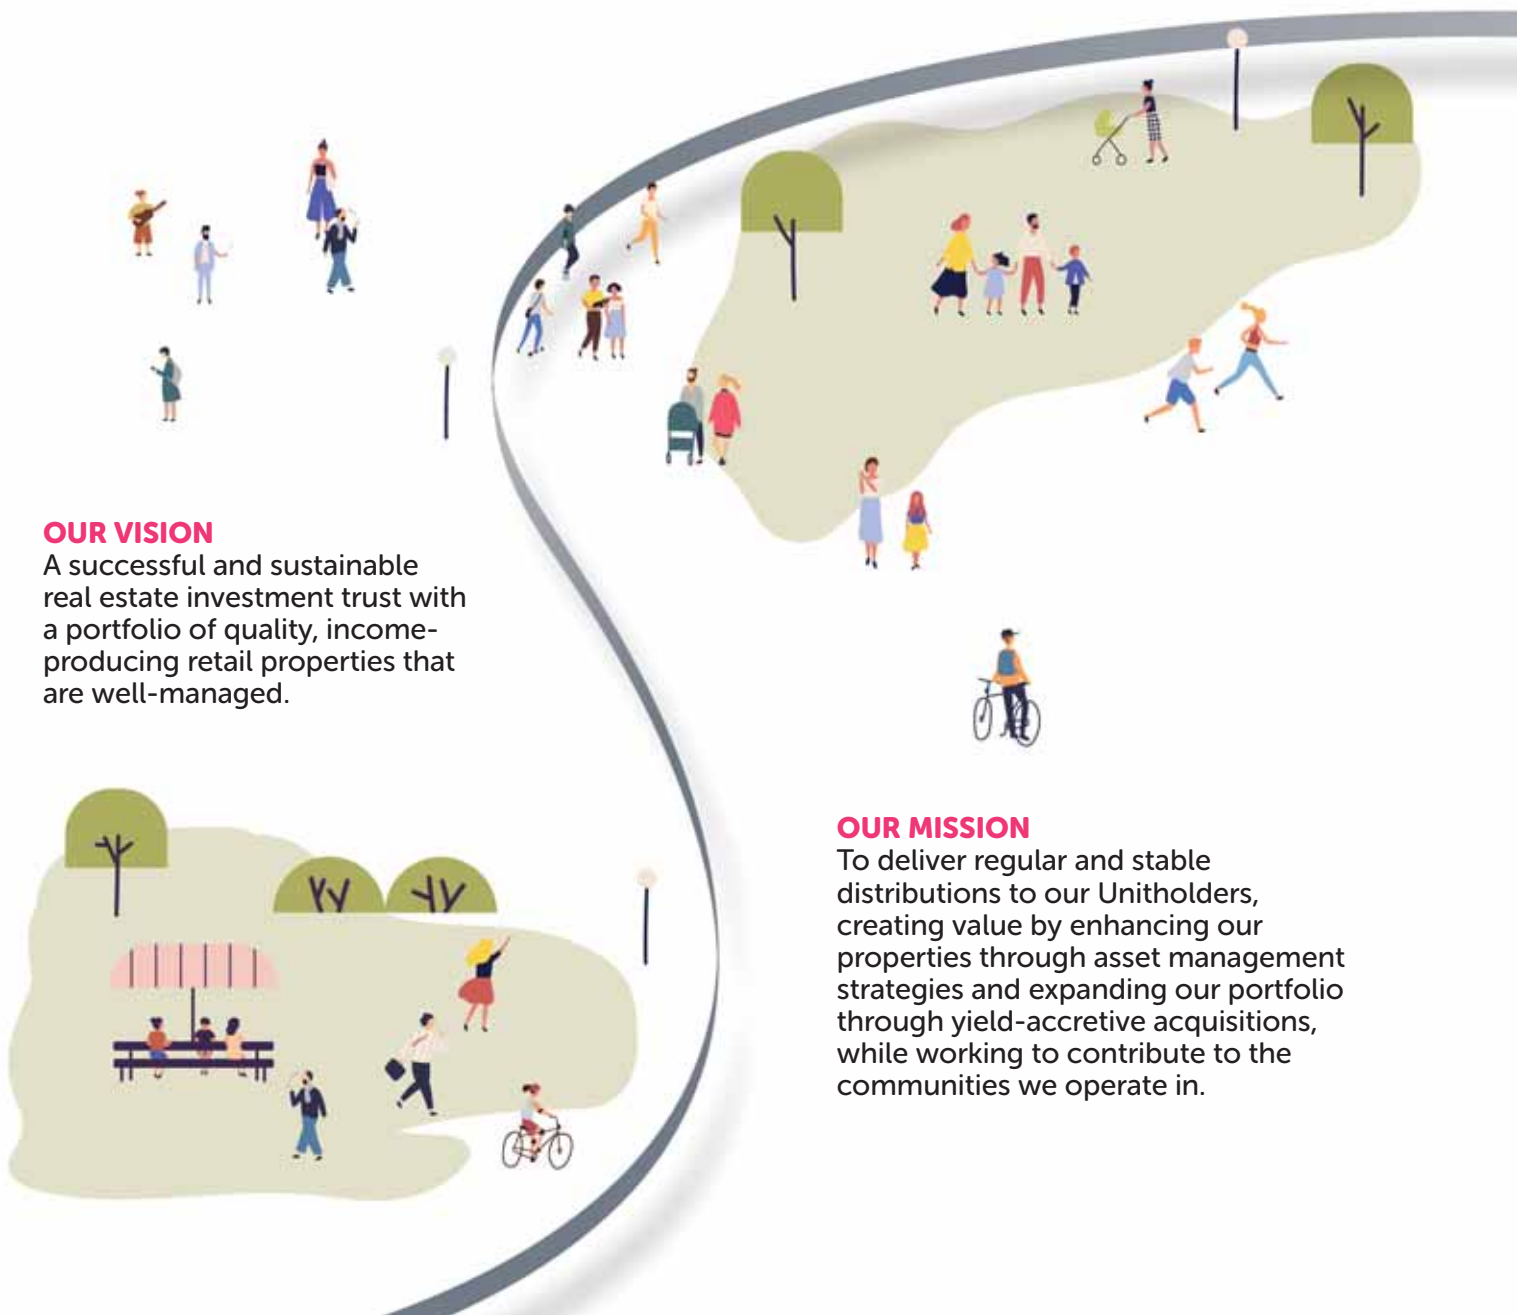 OUR VISION
A successful and sustainable
real estate investment trust with
a portfolio of quality, income-
producing retail properties that
are well-managed.
OUR MISSION
To deliver regular and stable
distributions to our Unitholders,
creating value by enhancing our
properties through asset management
strategies and expanding our portfolio
through yield-accretive acquisitions,
while working to contribute to the
communities we operate in.